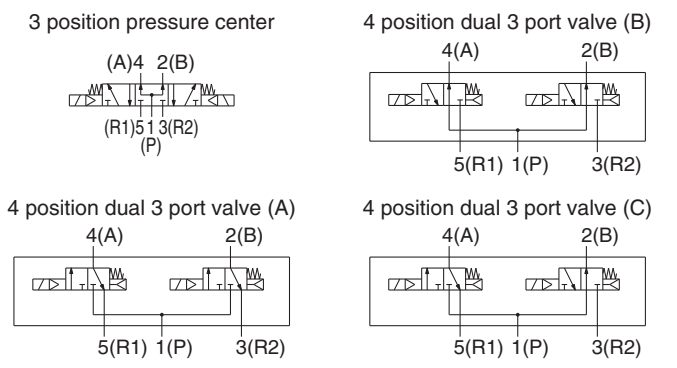 3 position pressure center
(A)4 2(B)
(R1)5 1 3(R2)
(P)
4 position dual 3 port valve (B)
4(A) 2(B)
5(R1) 1(P) 3(R2)
4 position dual 3 port valve (A)
4(A) 2(B)
5(R1) 1(P) 3(R2)
4 position dual 3 port valve (C)
4(A) 2(B)
5(R1) 1(P) 3(R2)